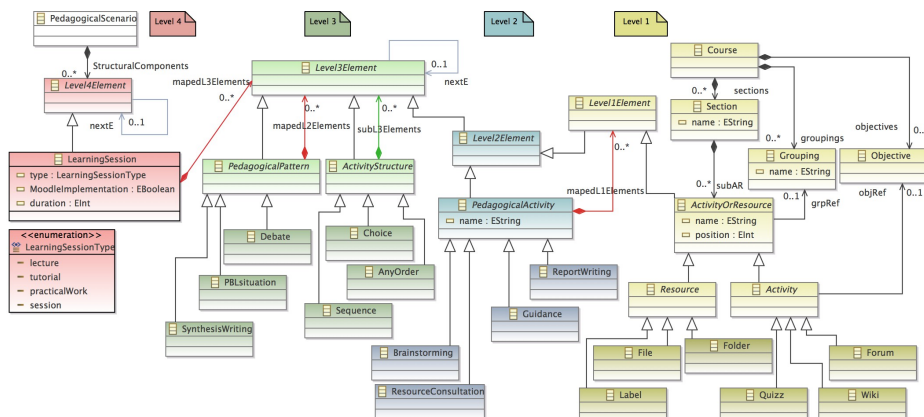 PedagogicalScenario
Level 4
Level 3
Level 2
Level 1
StructuralComponents
0..*
Level4Element
nextE
0..1
mapedL3Elements
0..*
Level3Element
0..1
nextE
0..*
mapedL2Elements
0..*
subL3Elements
Level1Element
0..*
Level2Element
mapedL1Elements
Course
0..*
sections
Section
name : EString
0..*
groupings
objectives
Grouping
name : EString
0..*
Objective
LearningSession
type : LearningSessionType
MoodleImplementation : EBoolean
duration : EInt
PedagogicalPattern
ActivityStructure
PedagogicalActivity
name : EString
0..*
subAR
ActivityOrResource
name : EString
position : EInt
0..1
grpRef
objRef
0..1
<<enumeration>>
LearningSessionType
lecture
tutorial
practicalWork
session
Debate
Choice
PBLsituation
AnyOrder
ReportWriting
Resource
Activity
SynthesisWriting
Sequence
Guidance
Brainstorming
File
Folder
Forum
ResourceConsultation
Label
Quizz
Wiki